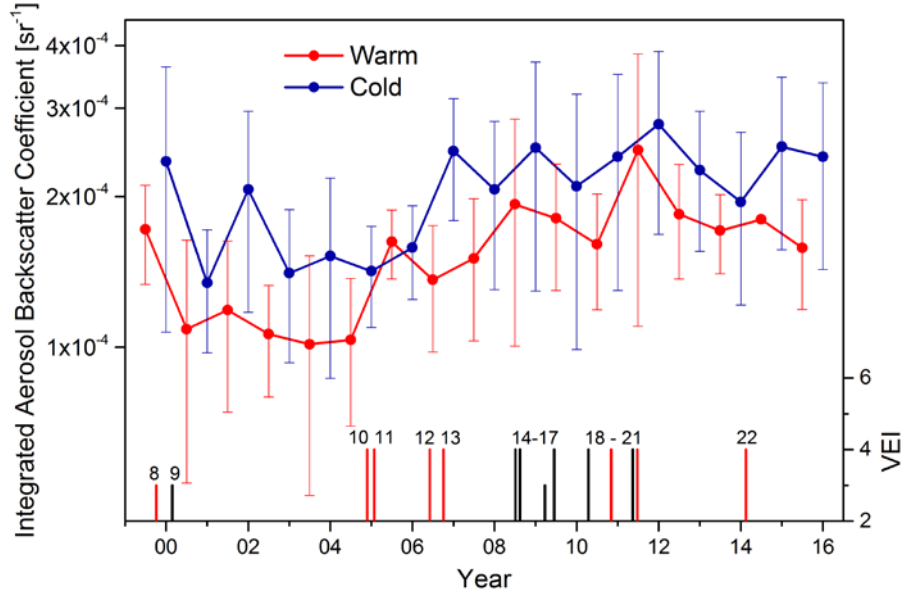 Integrated Aerosol Backscatter Coefficient [sr⁻¹]
4x10⁻⁴
3x10⁻⁴
2x10⁻⁴
1x10⁻⁴
Warm
Cold
6
4
2
VEI
8 9
10 11
12 13
14-17
18 - 21
22
00 02 04 06 08 10 12 14 16
Year